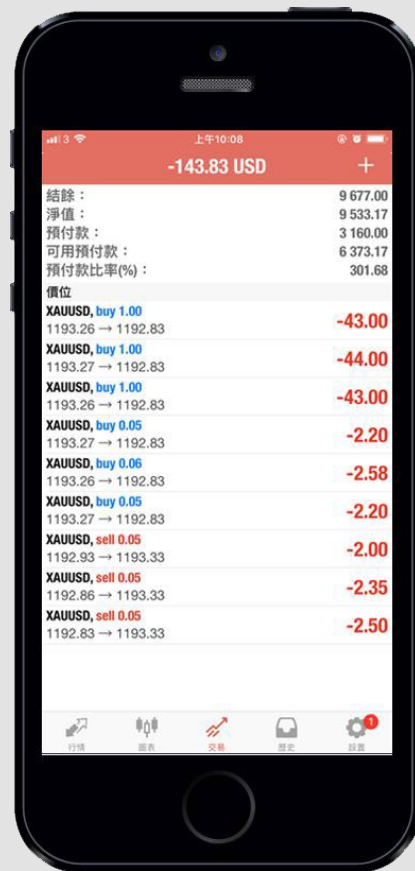 3
上午10:08
-143.83 USD +
結餘： 9 677.00
淨值： 9 533.17
預付款： 3 160.00
可用預付款： 6 373.17
預付款比率(%)： 301.68
價位
XAUUSD, buy 1.00
1193.26 → 1192.83 -43.00
XAUUSD, buy 1.00
1193.27 → 1192.83 -44.00
XAUUSD, buy 1.00
1193.26 → 1192.83 -43.00
XAUUSD, buy 0.05
1193.27 → 1192.83 -2.20
XAUUSD, buy 0.06
1193.26 → 1192.83 -2.58
XAUUSD, buy 0.05
1193.27 → 1192.83 -2.20
XAUUSD, sell 0.05
1192.93 → 1193.33 -2.00
XAUUSD, sell 0.05
1192.86 → 1193.33 -2.35
XAUUSD, sell 0.05
1192.83 → 1193.33 -2.50
1
行情 圖表 交易 歷史 設置